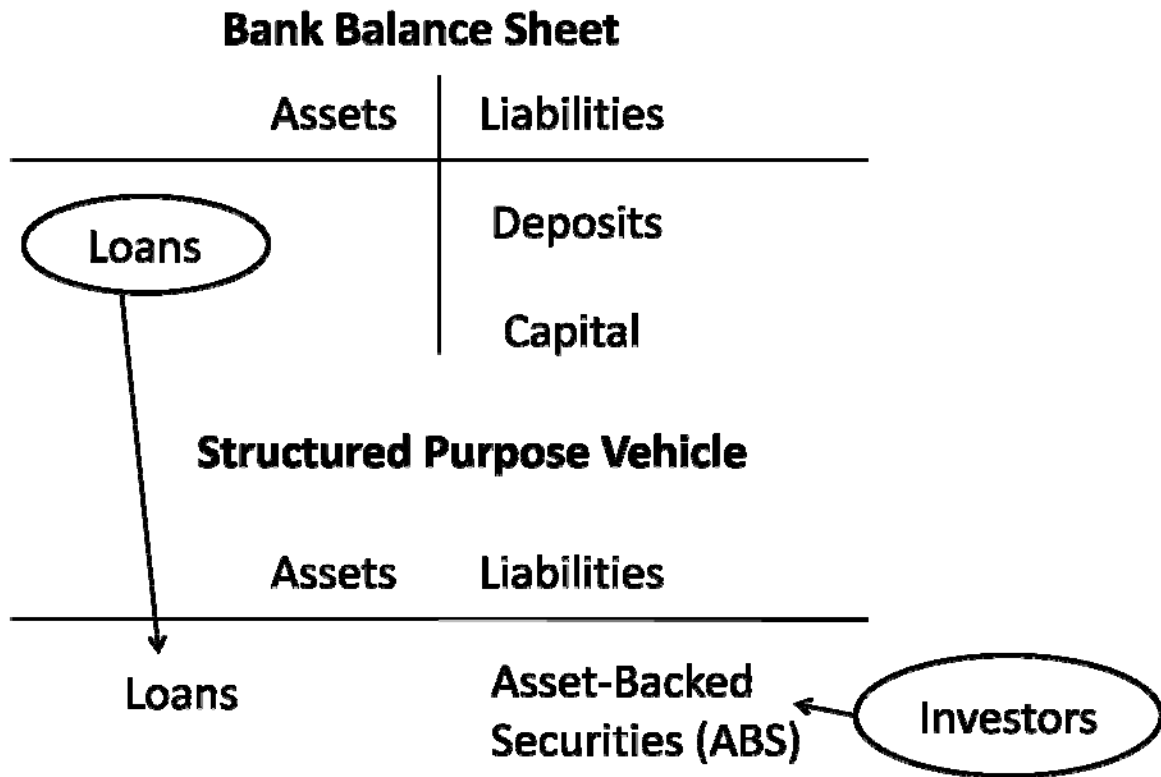 Bank Balance Sheet
Assets Liabilities
Loans Deposits
Capital
Structured Purpose Vehicle
Assets Liabilities
Loans
Asset-Backed
Securities (ABS)
Investors